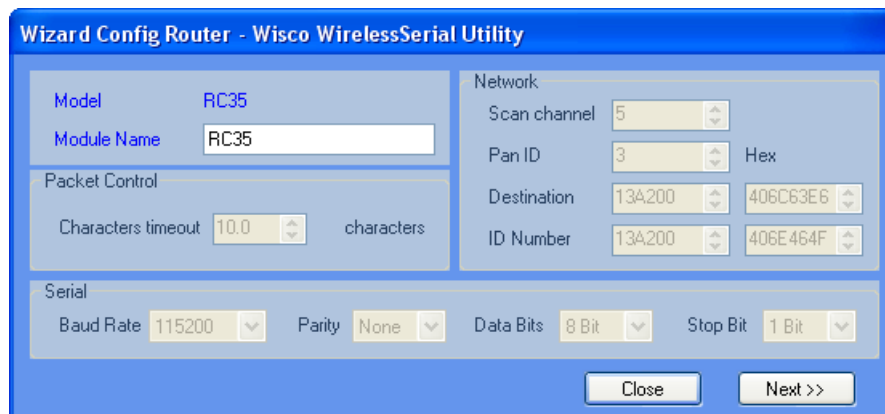 Wizard Config Router - Wisco WirelessSerial Utility
Model RC35
Module Name RC35
Packet Control
Characters timeout 10.0 characters
Network
Scan channel 5
Pan ID 3 Hex
Destination 13A200 406C63E6
ID Number 13A200 406E464F
Serial
Baud Rate 115200 Parity None Data Bits 8 Bit Stop Bit 1 Bit
Close Next >>